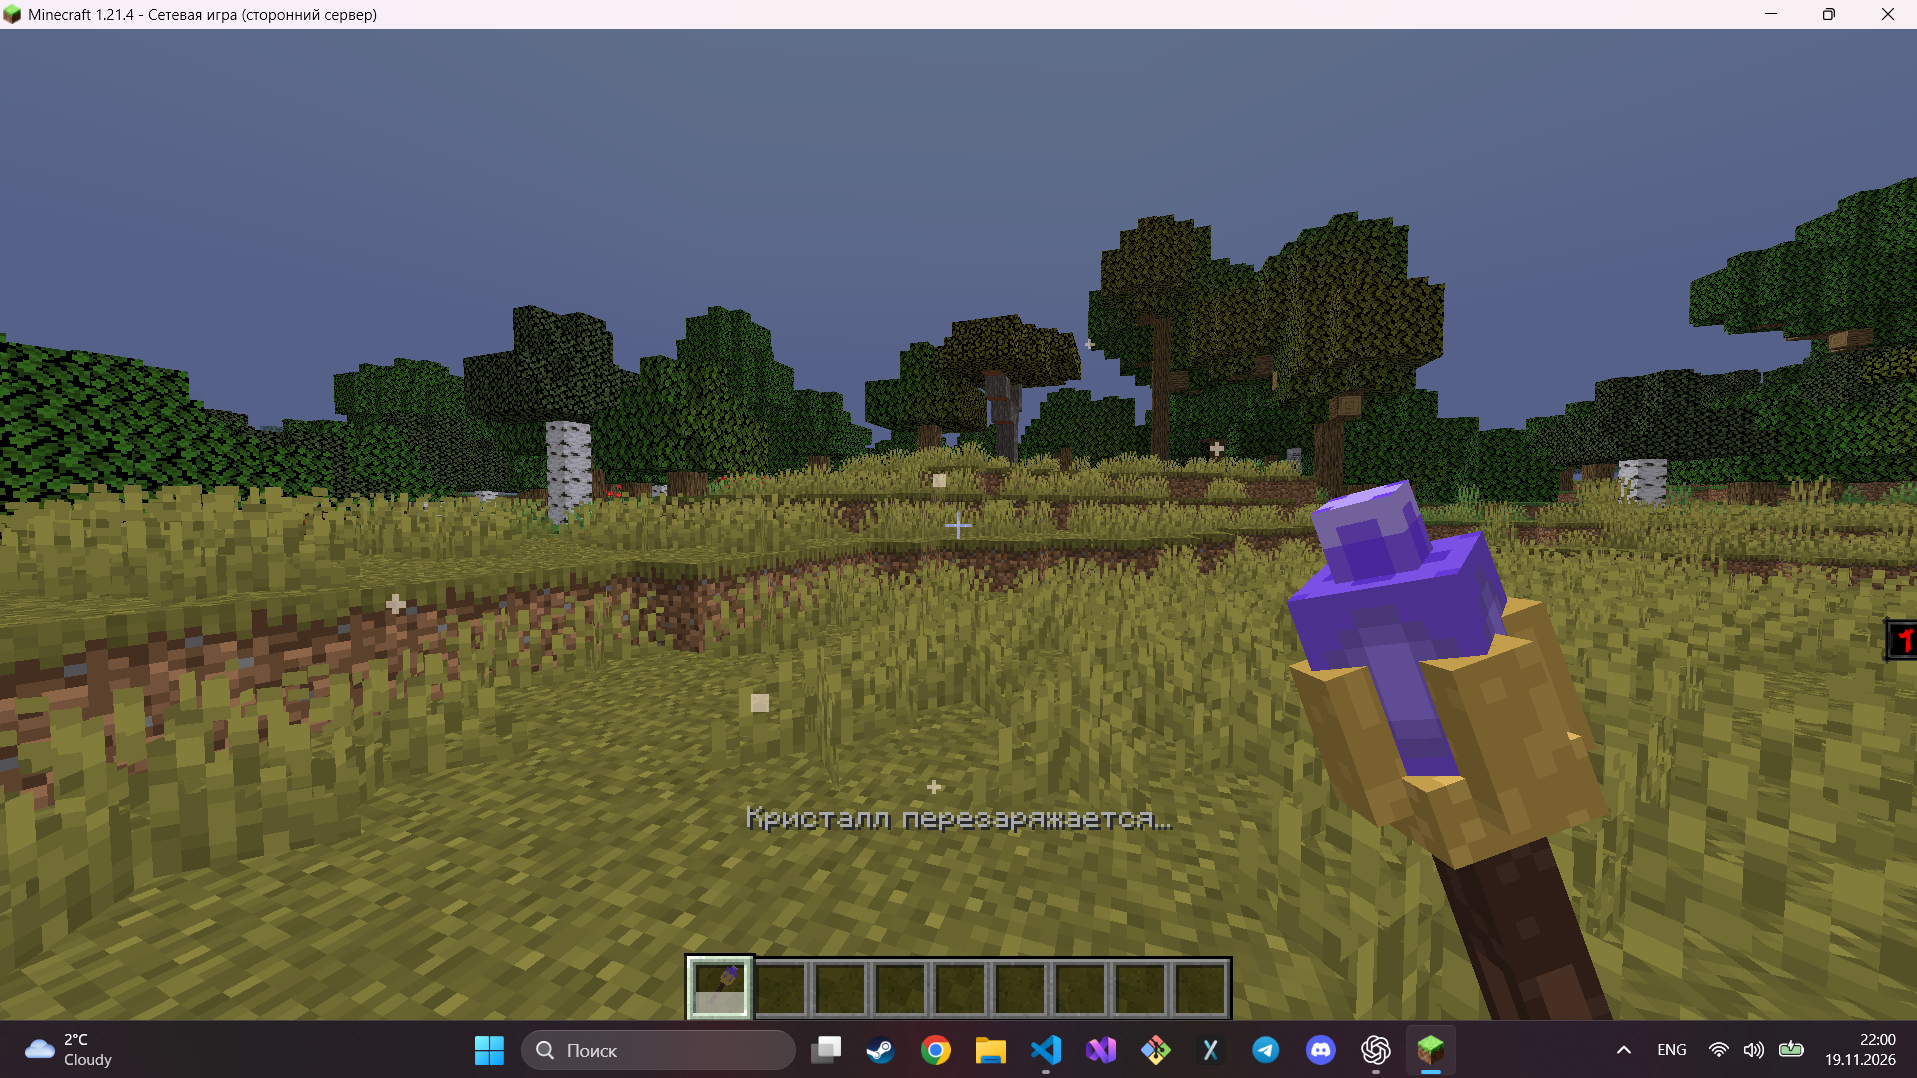 Minecraft 1.21.4 - Сетевая игра (сторонний сервер)
1
Кристалл перезаряжается...
2°C
Cloudy
Поиск
ENG
22:00
19.11.2026